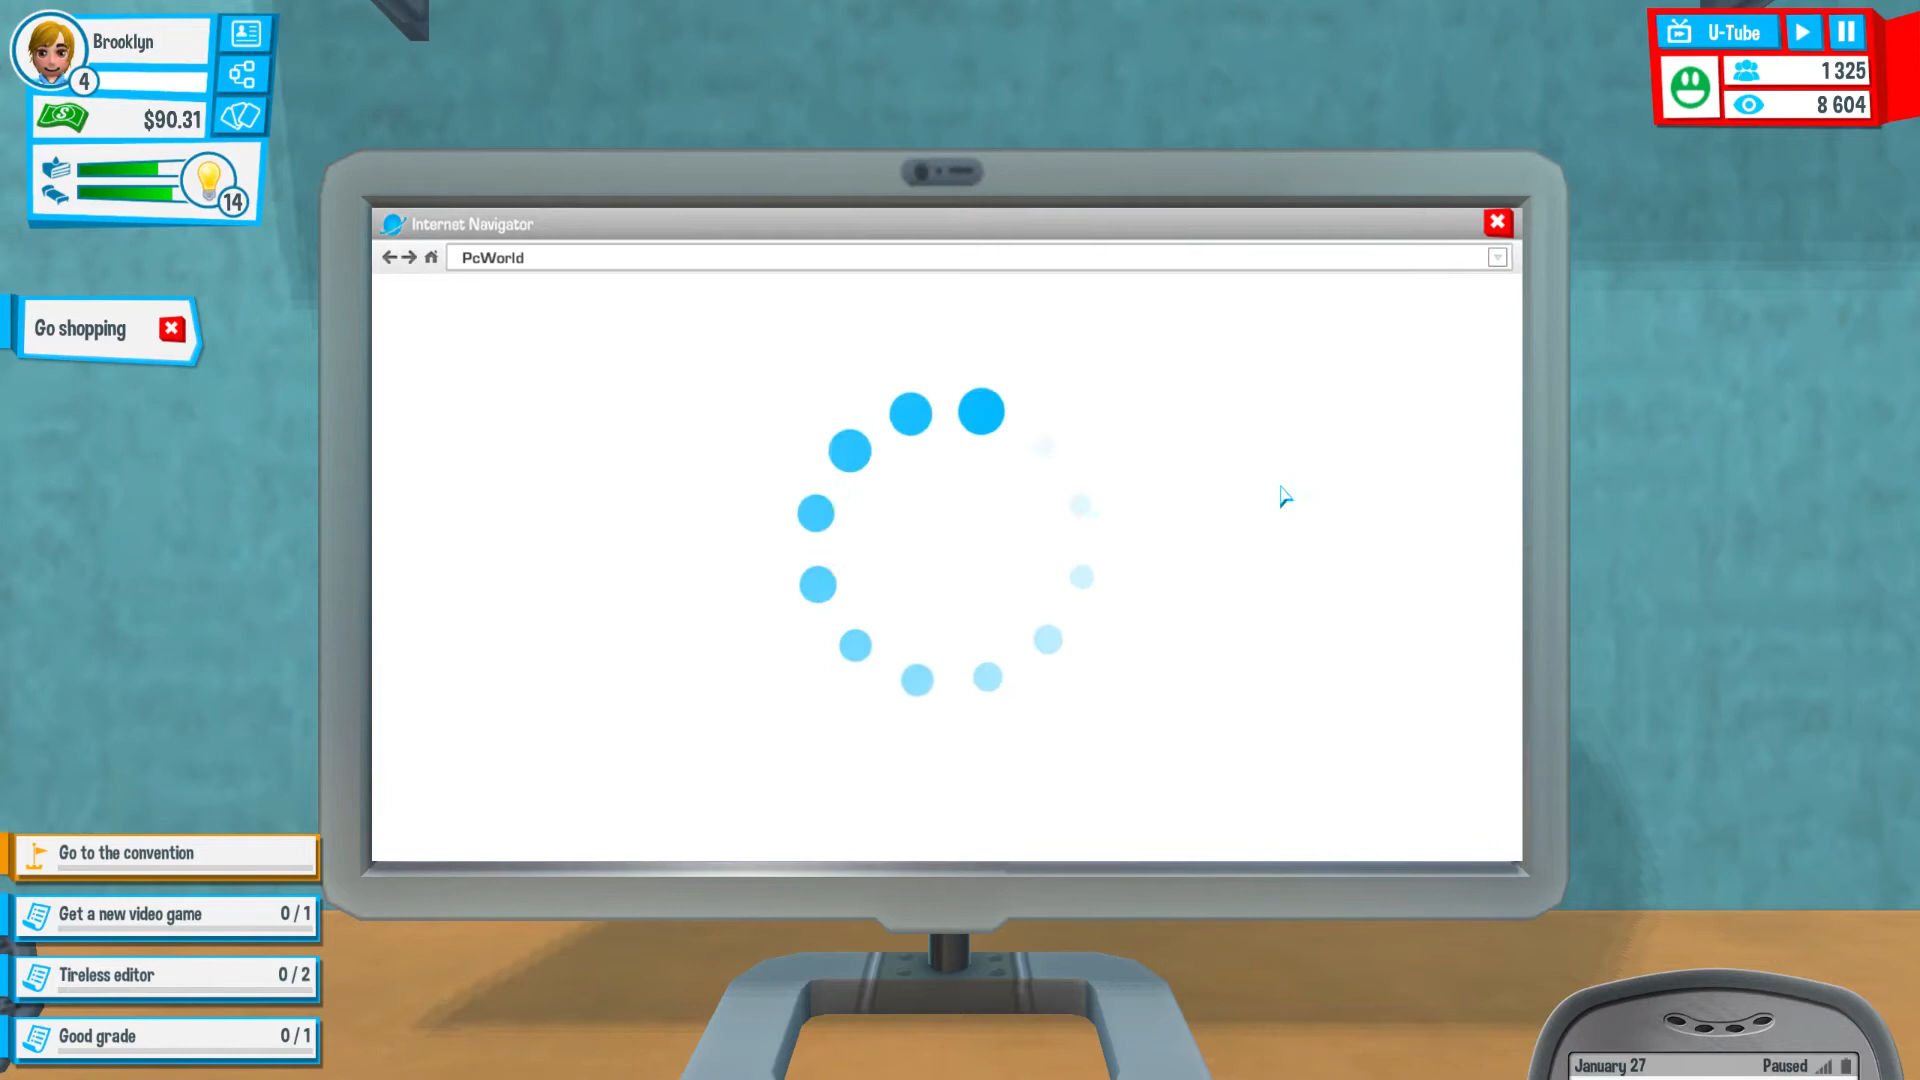 Brooklyn
4
$90.31
14
U-Tube
1 325
8 604
Internet Navigator
PcWorld
Go shopping
Go to the convention
Get a new video game 0 / 1
Tireless editor 0 / 2
Good grade 0 / 1
January 27 Paused